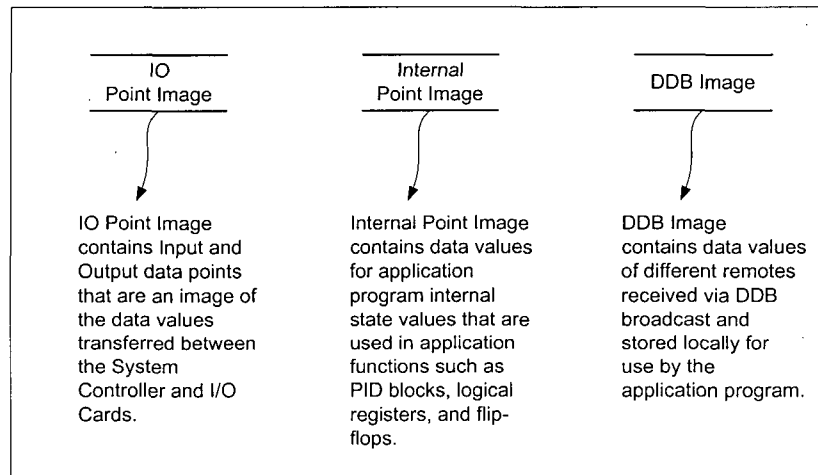 IO
Point Image
Internal
Point Image
DDB Image
IO Point Image
contains Input and
Output data points
that are an image of
the data values
transferred between
the System
Controller and I/O
Cards.
Internal Point Image
contains data values
for application
program internal
state values that are
used in application
functions such as
PID blocks, logical
registers, and flip-
flops.
DDB Image
contains data values
of different remotes
received via DDB
broadcast and
stored locally for
use by the
application program.